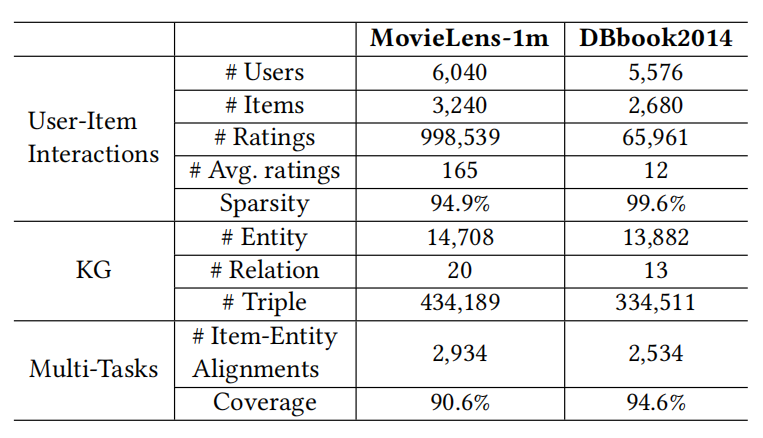 MovieLens-1m DBbook2014
User-Item
Interactions
# Users 6,040 5,576
# Items 3,240 2,680
# Ratings 998,539 65,961
# Avg. ratings 165 12
Sparsity 94.9% 99.6%
KG
# Entity 14,708 13,882
# Relation 20 13
# Triple 434,189 334,511
Multi-Tasks
# Item-Entity
Alignments
2,934 2,534
Coverage 90.6% 94.6%